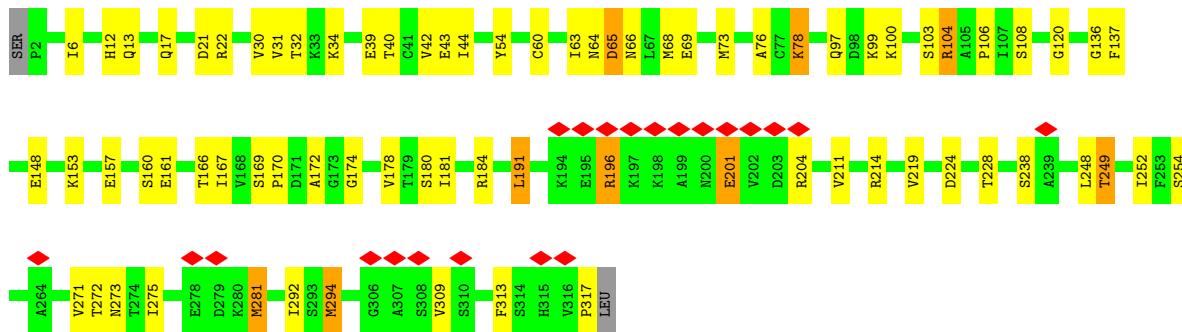 SER P2 I6 H12 Q13 Q17 D21 R22 V30 V31 T32 K33 K34 E39 T40 C41 V42 E43 I44 Y54 C60 I63 N64 D65 N66 L67 M68 E69 M73 A76 C77 K78 Q97 D98 K99 K100 S103 R104 A105 P106 I107 S108 G120 G136 F137
E148 K153 E157 S160 E161 T166 I167 V168 S169 P170 D171 A172 G173 G174 V178 T179 S180 I181 R184 L191 K194 E195 R196 K197 K198 A199 N200 E201 V202 D203 R204 V211 R214 V219 D224 T228 S238 A239 L248 T249 I252 F253 S254
A264 V271 T272 N273 T274 I275 E278 D279 K280 M281 I292 S293 M294 G306 A307 S308 V309 S310 F313 S314 H315 V316 P317 LEU